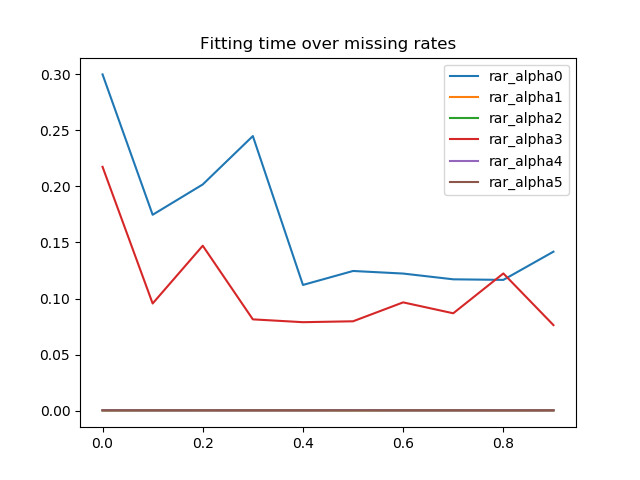 Fitting time over missing rates
0.30
0.25
0.20
0.15
0.10
0.05
0.00
0.0
0.2
0.4
0.6
0.8
rar_alpha0
rar_alpha1
rar_alpha2
rar_alpha3
rar_alpha4
rar_alpha5